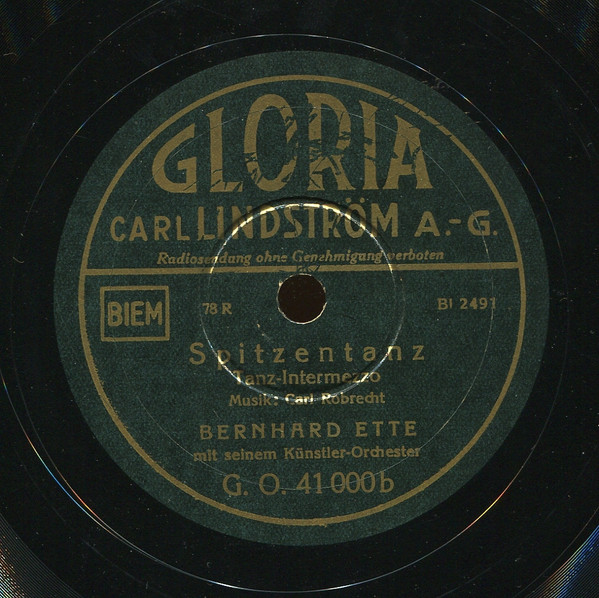 GLORIA
CARL LINDSTRÖM A.-G.
Radiosendung ohne Genehmigung verboten
BIEM 78 R Bl 2491
Spitzentanz
Tanz-Intermezzo
Musik: Carl Robrecht
BERNHARD ETTE
mit seinem Künstler-Orchester
G. O. 41 000 b